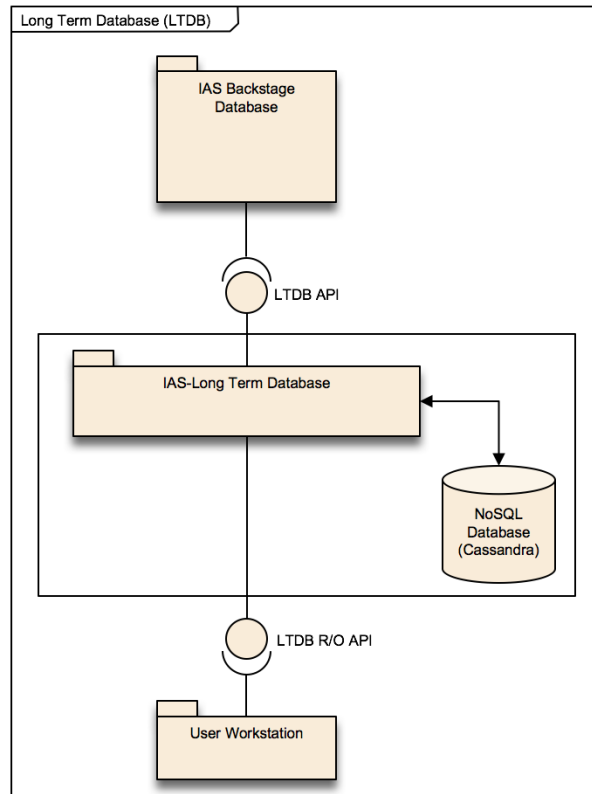 Long Term Database (LTDB)
IAS Backstage
Database
LTDB API
IAS-Long Term Database
NoSQL
Database
(Cassandra)
LTDB R/O API
User Workstation